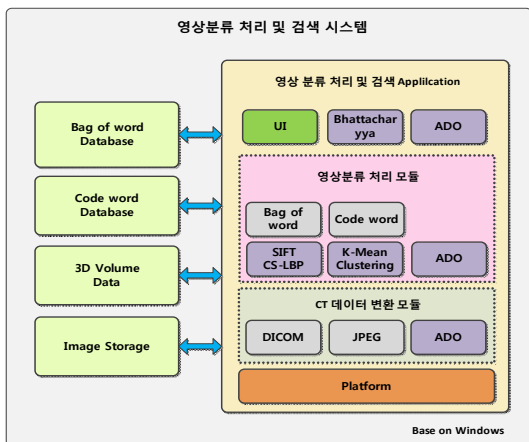 영상분류 처리 및 검색 시스템
Bag of word
Database
Code word
Database
3D Volume
Data
Image Storage
영상 분류 처리 및 검색 Applilcation
UI
Bhattachar
yya
ADO
영상분류 처리 모듈
Bag of
word
Code word
SIFT
CS-LBP
K-Mean
Clustering
ADO
CT 데이터 변환 모듈
DICOM
JPEG
ADO
Platform
Base on Windows